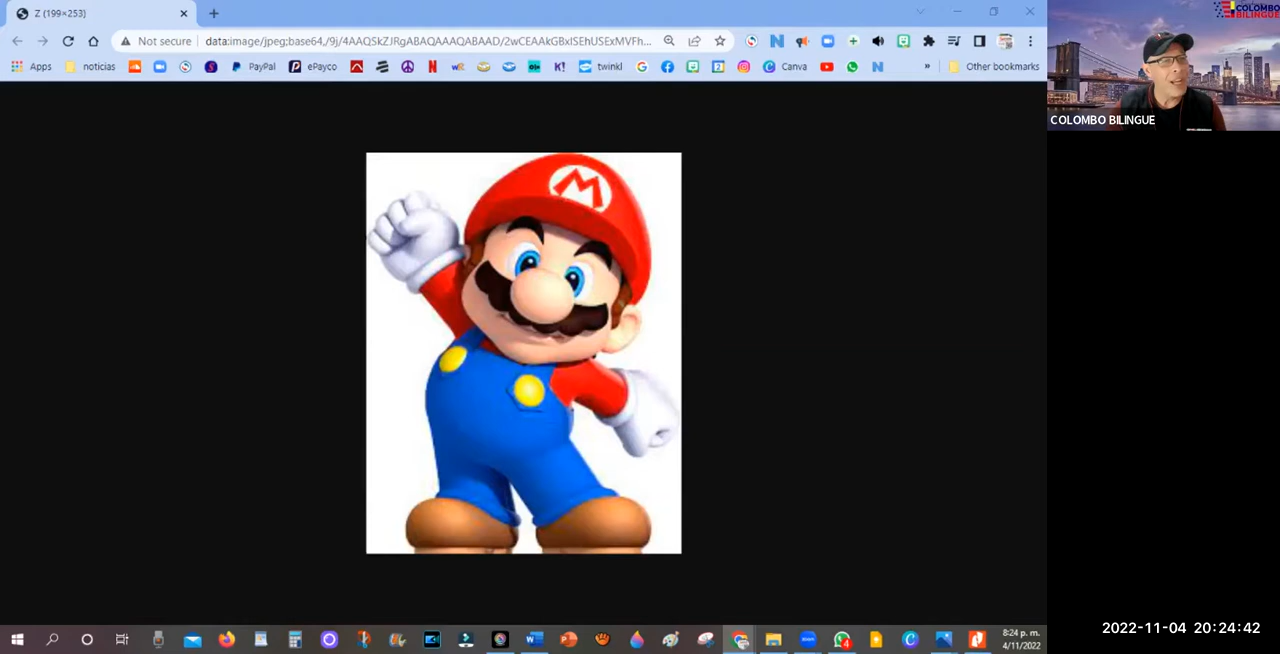 Z (199×253)
Not secure
data:image/jpeg;base64,/9j/4AAQSkZJRgABAQAAAQABAAD/2wCEAAkGBxISEhUSExMVFh...
Apps
noticias
PayPal
ePayco
twinkl
Canva
»
Other bookmarks
COLOMBO
BILINGUE
COLOMBO BILINGUE
M
8:24 p. m.
4/11/2022
2022-11-04 20:24:42